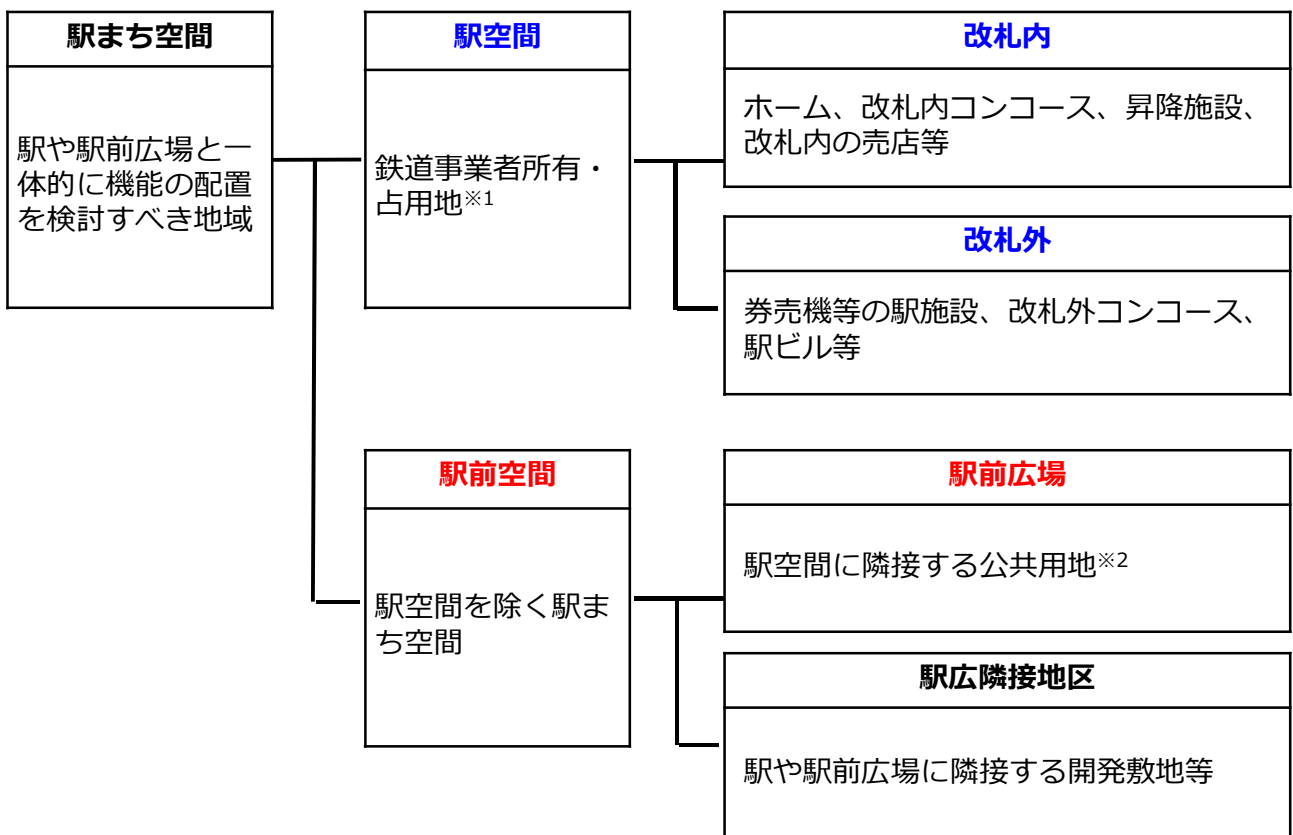 駅まち空間
駅や駅前広場と一
体的に機能の配置
を検討すべき地域
駅空間
鉄道事業者所有・
占用地※1
改札内
ホーム、改札内コンコース、昇降施設、
改札内の売店等
改札外
券売機等の駅施設、改札外コンコース、
駅ビル等
駅前空間
駅空間を除く駅ま
ち空間
駅前広場
駅空間に隣接する公共用地※2
駅広隣接地区
駅や駅前広場に隣接する開発敷地等